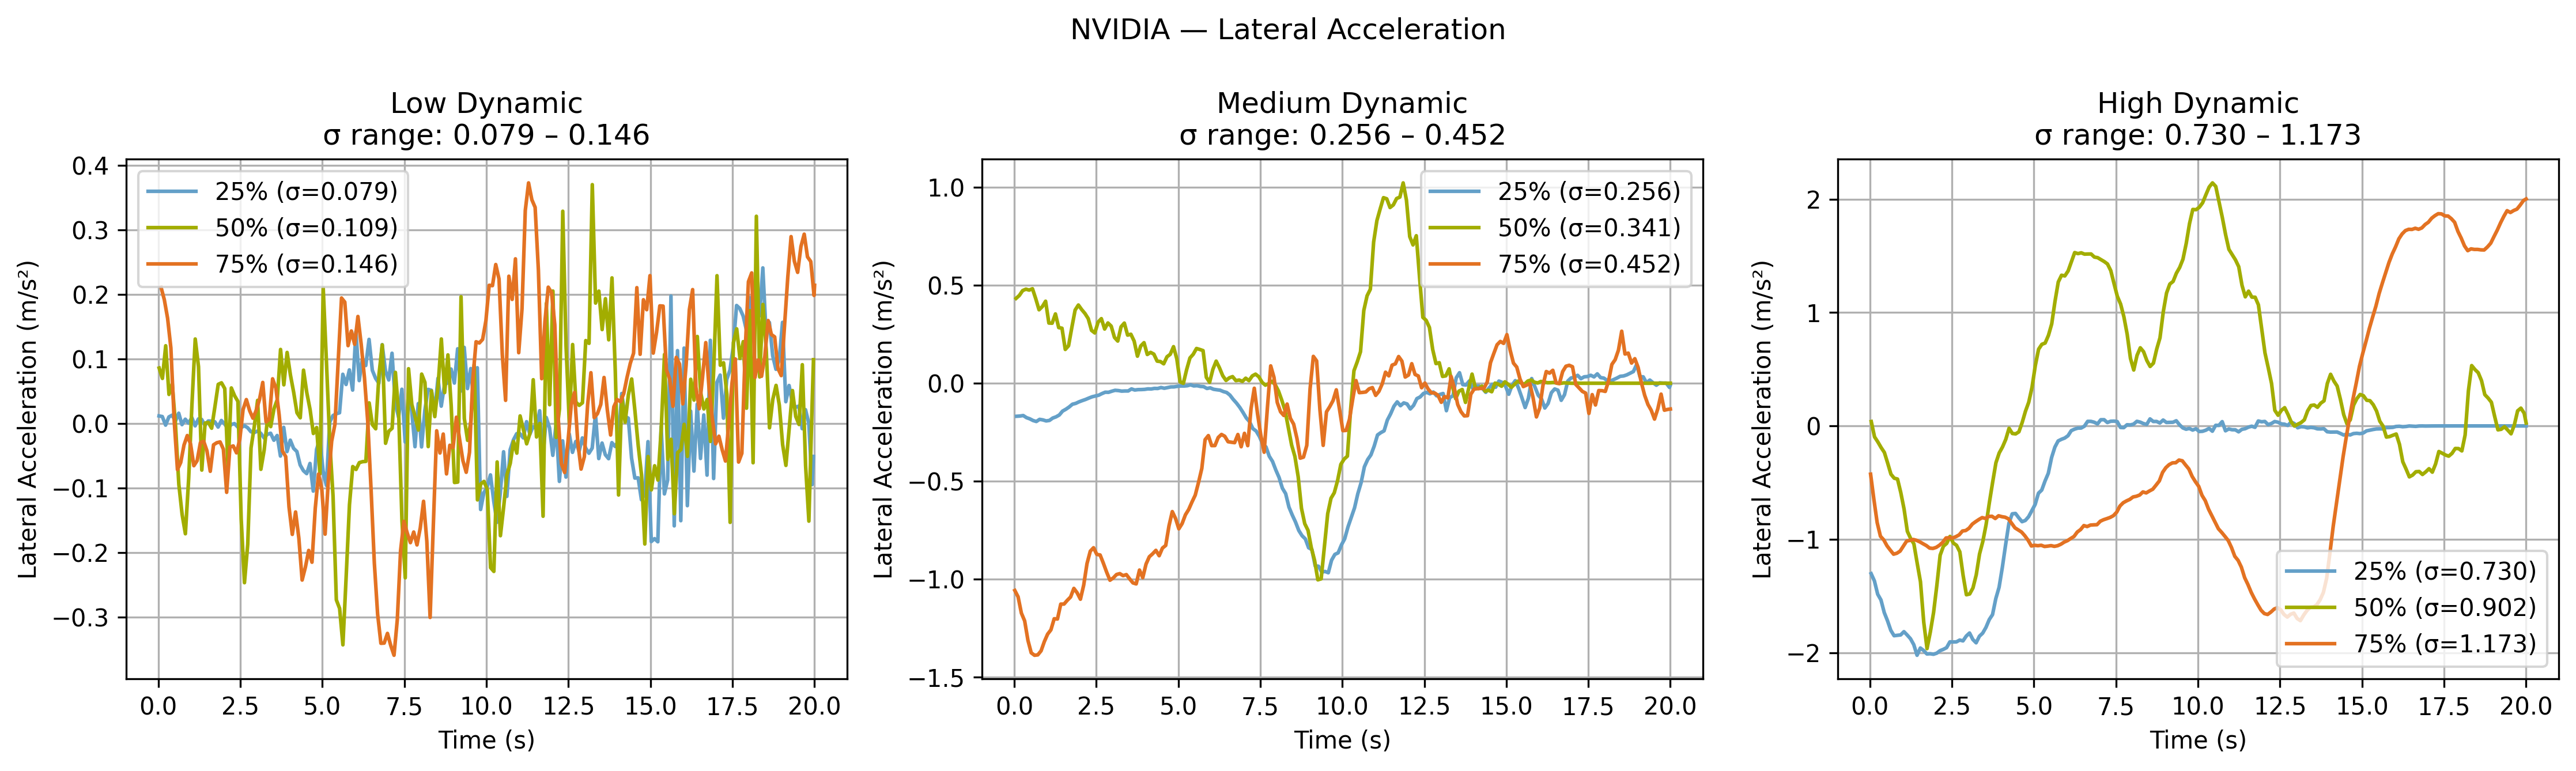 NVIDIA — Lateral Acceleration
Low Dynamic
σ range: 0.079 – 0.146
Lateral Acceleration (m/s²)
0.4
0.3
0.2
0.1
0.0
−0.1
−0.2
−0.3
25% (σ=0.079)
50% (σ=0.109)
75% (σ=0.146)
0.0 2.5 5.0 7.5 10.0 12.5 15.0 17.5 20.0
Time (s)
Medium Dynamic
σ range: 0.256 – 0.452
Lateral Acceleration (m/s²)
1.0
0.5
0.0
−0.5
−1.0
−1.5
25% (σ=0.256)
50% (σ=0.341)
75% (σ=0.452)
0.0 2.5 5.0 7.5 10.0 12.5 15.0 17.5 20.0
Time (s)
High Dynamic
σ range: 0.730 – 1.173
Lateral Acceleration (m/s²)
2
1
0
−1
−2
25% (σ=0.730)
50% (σ=0.902)
75% (σ=1.173)
0.0 2.5 5.0 7.5 10.0 12.5 15.0 17.5 20.0
Time (s)